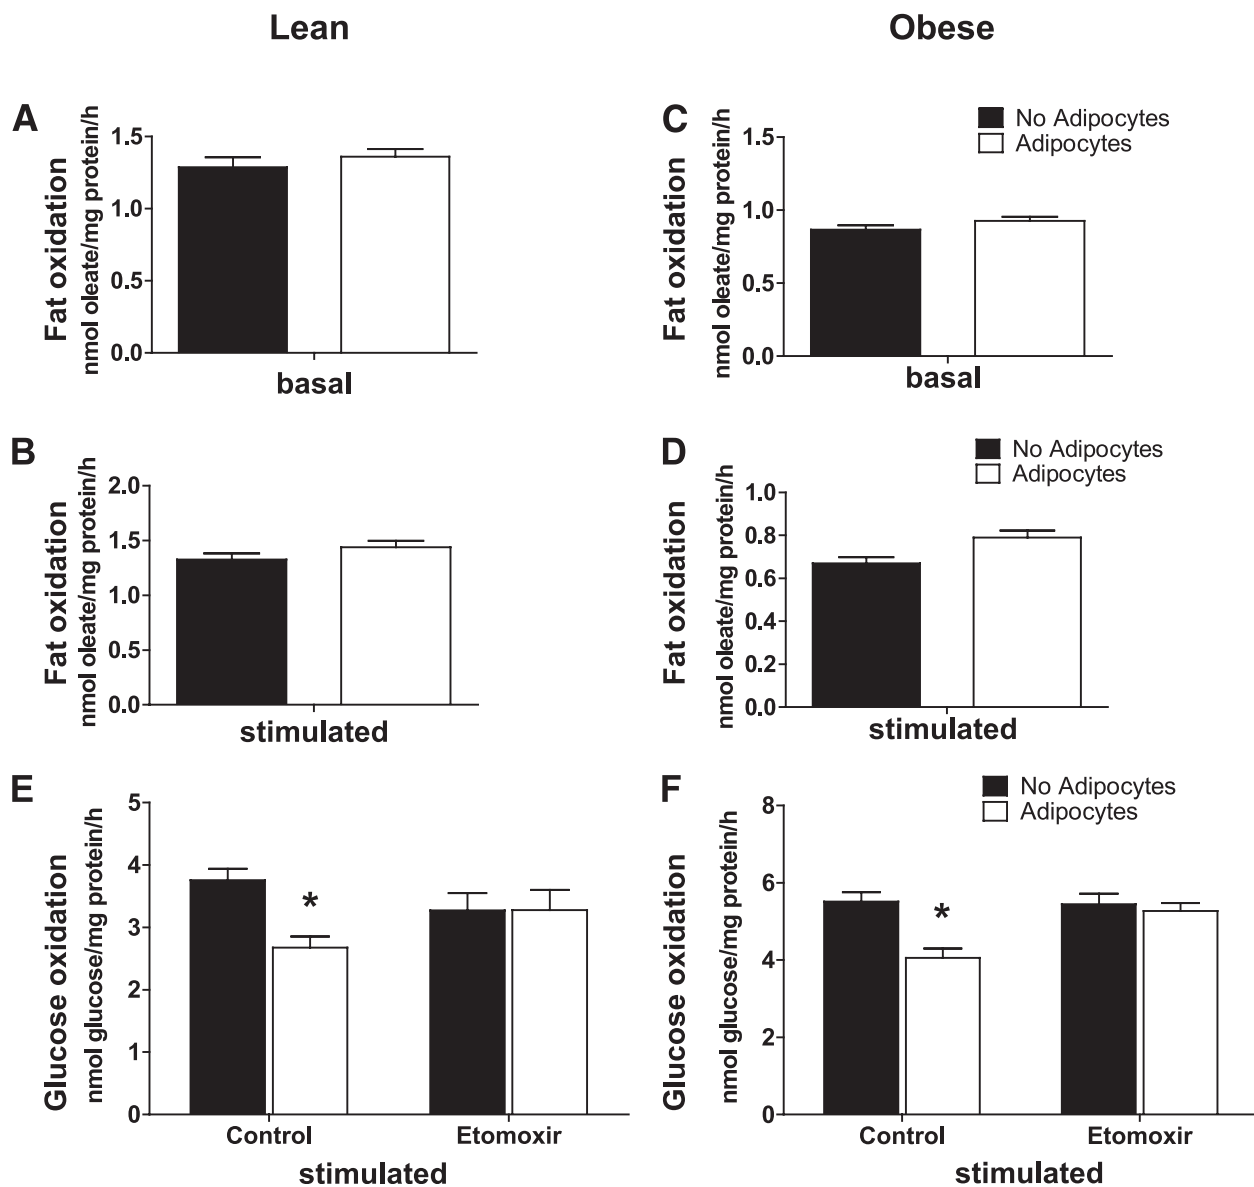 Lean
Obese
A
Fat oxidation
nmol oleate/mg protein/h
1.5
1.0
0.5
0.0
basal
C
Fat oxidation
nmol oleate/mg protein/h
1.5
1.0
0.5
0.0
No Adipocytes
Adipocytes
basal
B
Fat oxidation
nmol oleate/mg protein/h
2.0
1.5
1.0
0.5
0.0
stimulated
D
Fat oxidation
nmol oleate/mg protein/h
1.0
0.8
0.6
0.4
0.2
0.0
No Adipocytes
Adipocytes
stimulated
E
Glucose oxidation
nmol glucose/mg protein/h
5
4
3
2
1
0
*
Control
Etomoxir
stimulated
F
Glucose oxidation
nmol glucose/mg protein/h
8
6
4
2
0
No Adipocytes
Adipocytes
*
Control
Etomoxir
stimulated